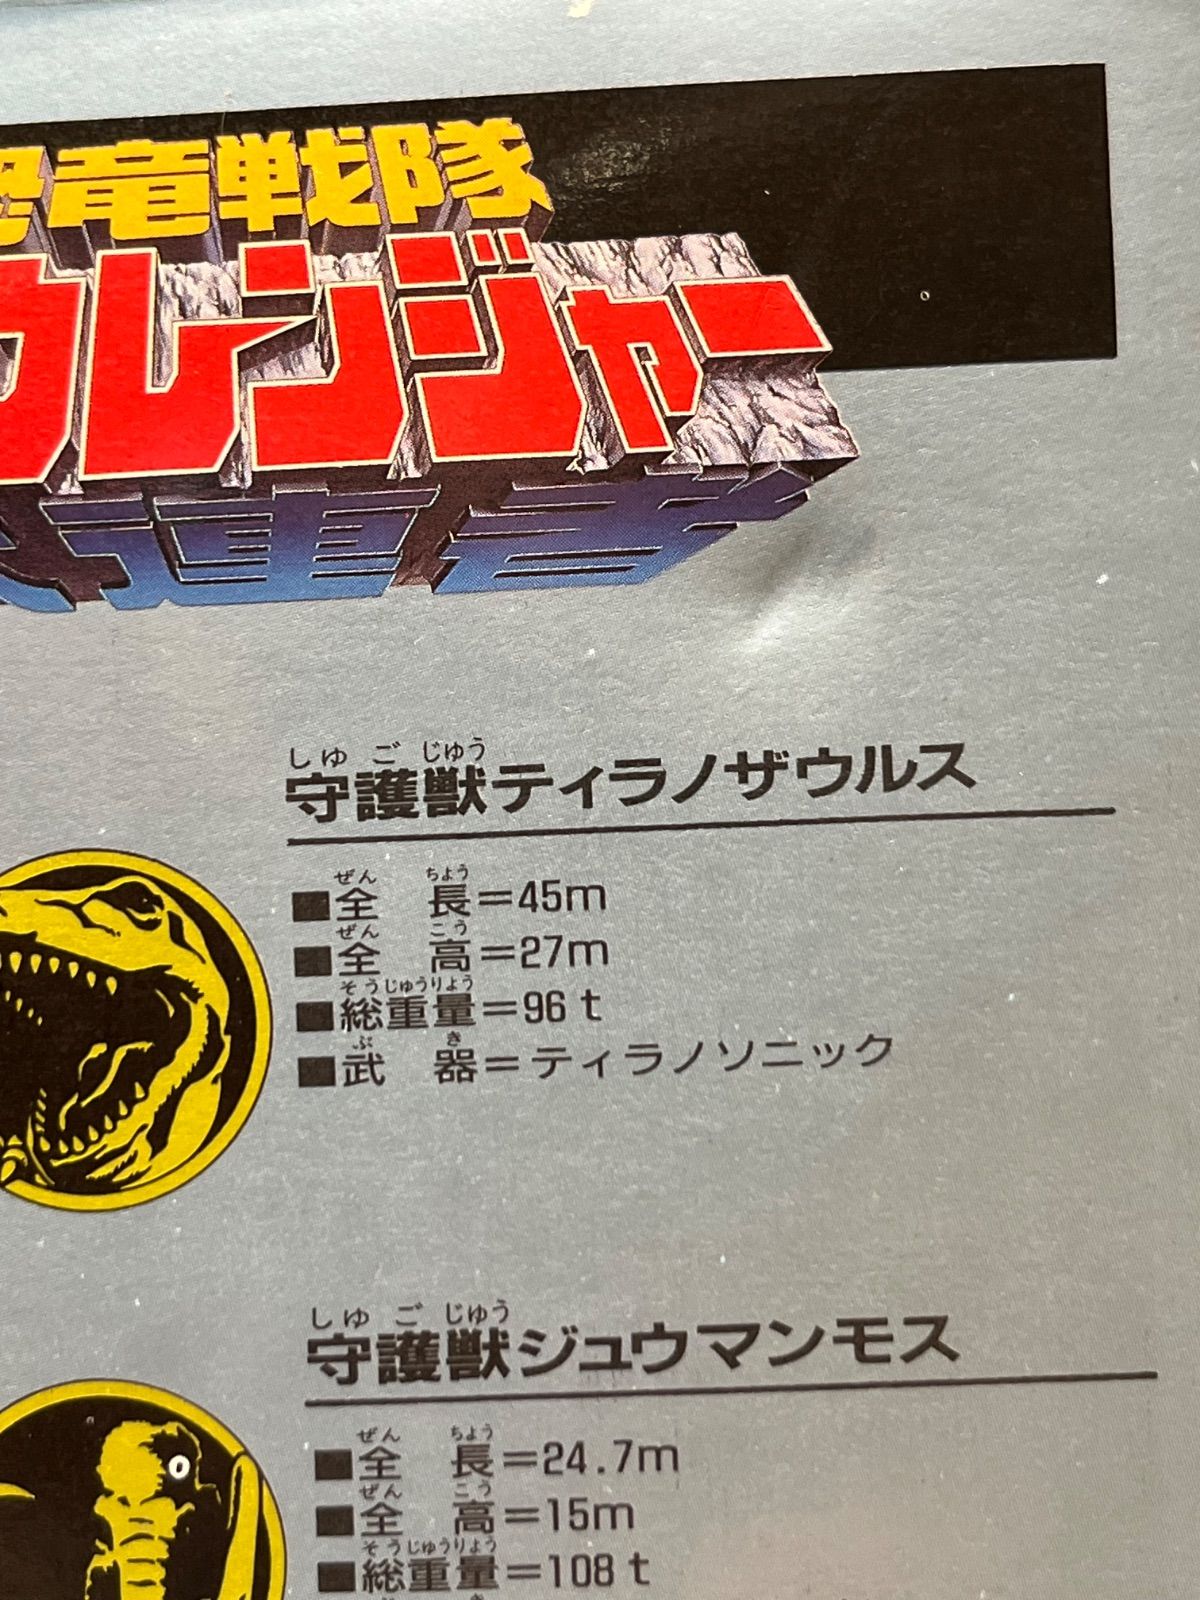 竜戦隊
ウレンジャー
しゅごじゅう
守護獣ティラノザウルス
ぜん ちょう
■全 長=45m
ぜん こう
■全 高=27m
そうじゅうりょう
■総重量=96t
ぶ き
■武 器=ティラノソニック
しゅごじゅう
守護獣ジュウマンモス
ぜん ちょう
■全 長=24.7m
ぜん こう
■全 高=15m
そうじゅうりょう
■総重量=108t